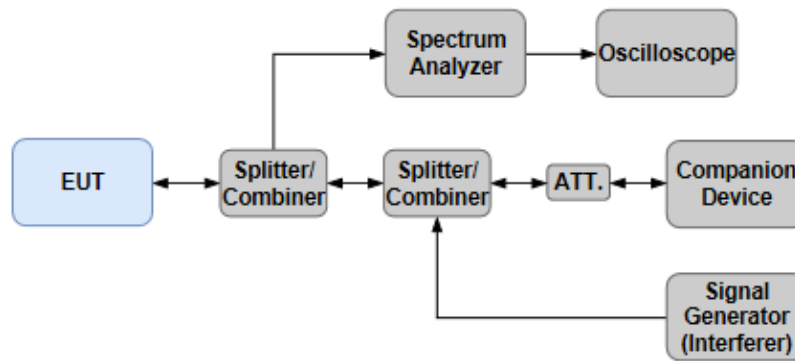 Spectrum
Analyzer
Oscilloscope
EUT
Splitter/
Combiner
Splitter/
Combiner
ATT.
Companion
Device
Signal
Generator
(Interferer)